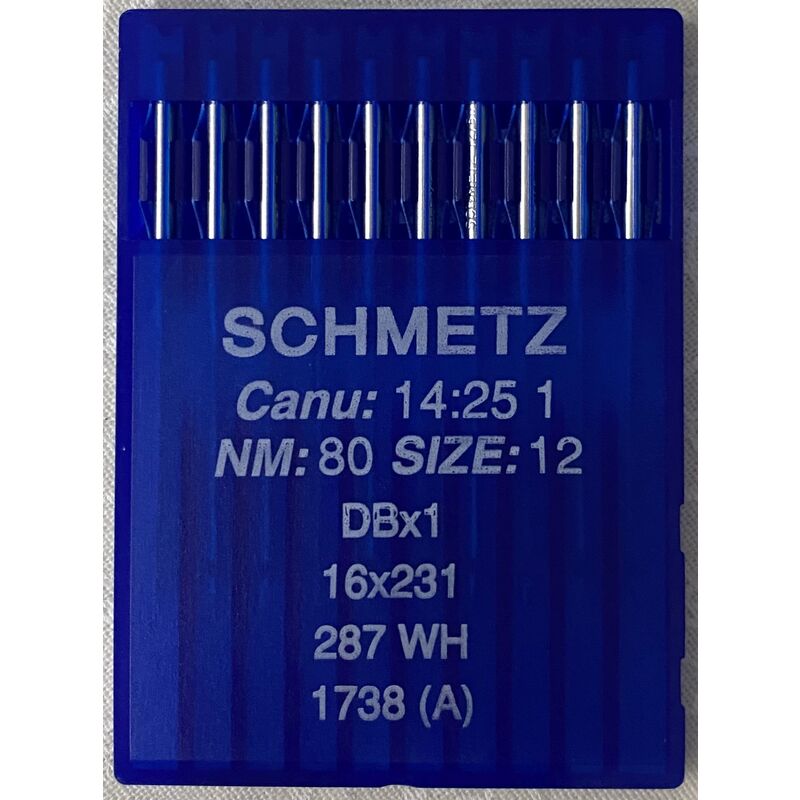 SCHMETZ
Canu: 14:25 1
NM: 80 SIZE: 12
DBx1
16x231
287 WH
1738 (A)